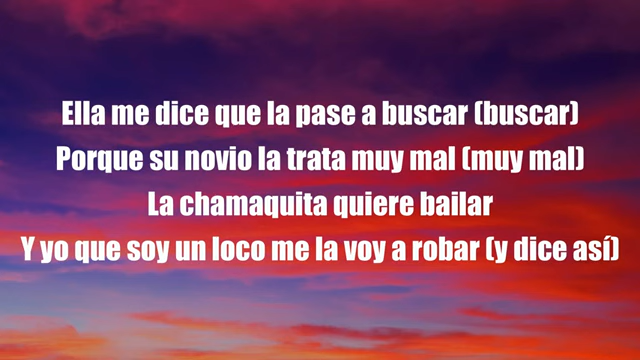 Ella me dice que la pase a buscar (buscar)
Porque su novio la trata muy mal (muy mal)
La chamaquita quiere bailar
Y yo que soy un loco me la voy a robar (y dice así)